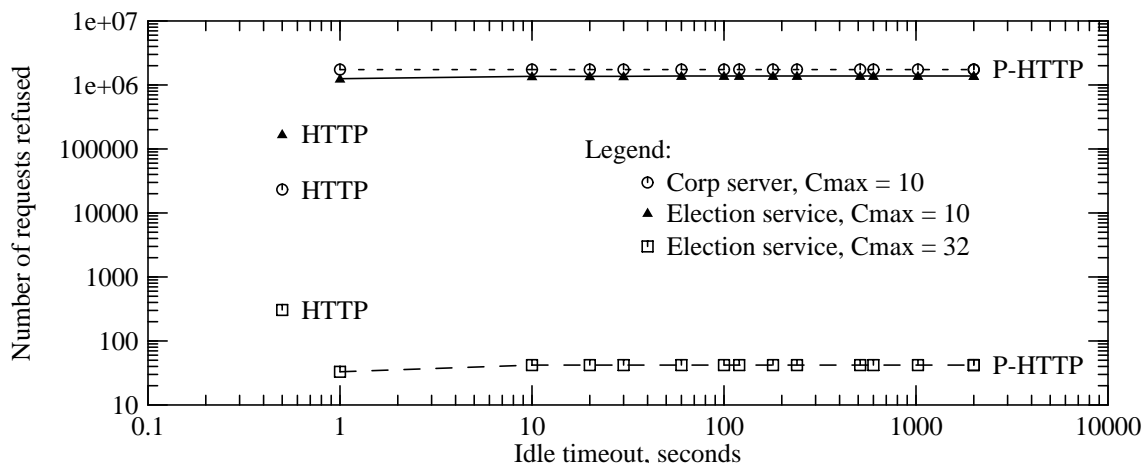 1e+07
1e+06
100000
10000
1000
100
10
Number of requests refused
0.1 1 10 100 1000 10000
Idle timeout, seconds
P-HTTP
HTTP
HTTP
HTTP
P-HTTP
Legend:
Corp server, Cmax = 10
Election service, Cmax = 10
Election service, Cmax = 32